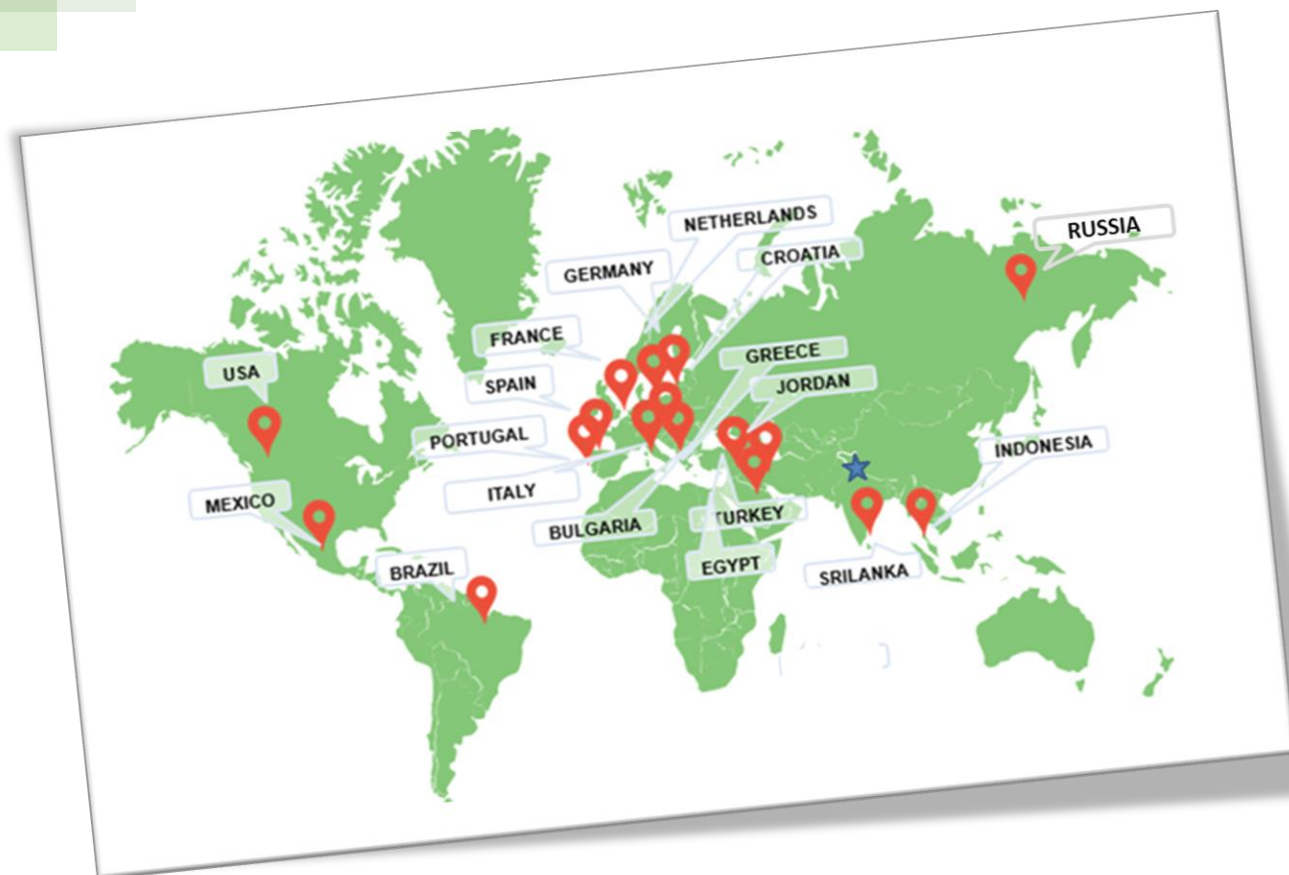 NETHERLANDS
RUSSIA
CROATIA
GERMANY
FRANCE
GREECE
USA
SPAIN
JORDAN
PORTUGAL
INDONESIA
ITALY
MEXICO
BULGARIA
TURKEY
BRAZIL
EGYPT
SRILANKA